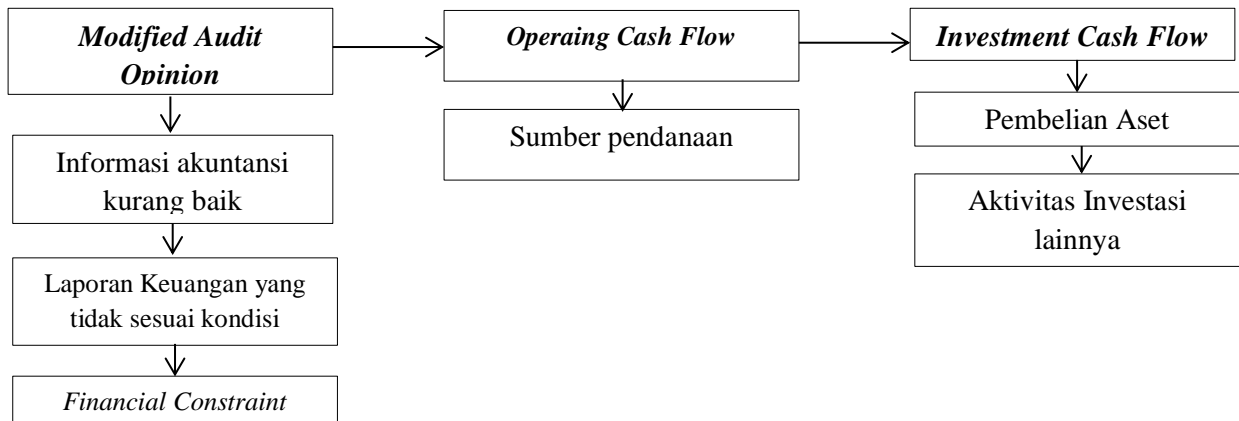 Modified Audit
Opinion
Operaing Cash Flow
Investment Cash Flow
Sumber pendanaan
Pembelian Aset
Informasi akuntansi
kurang baik
Aktivitas Investasi
lainnya
Laporan Keuangan yang
tidak sesuai kondisi
Financial Constraint